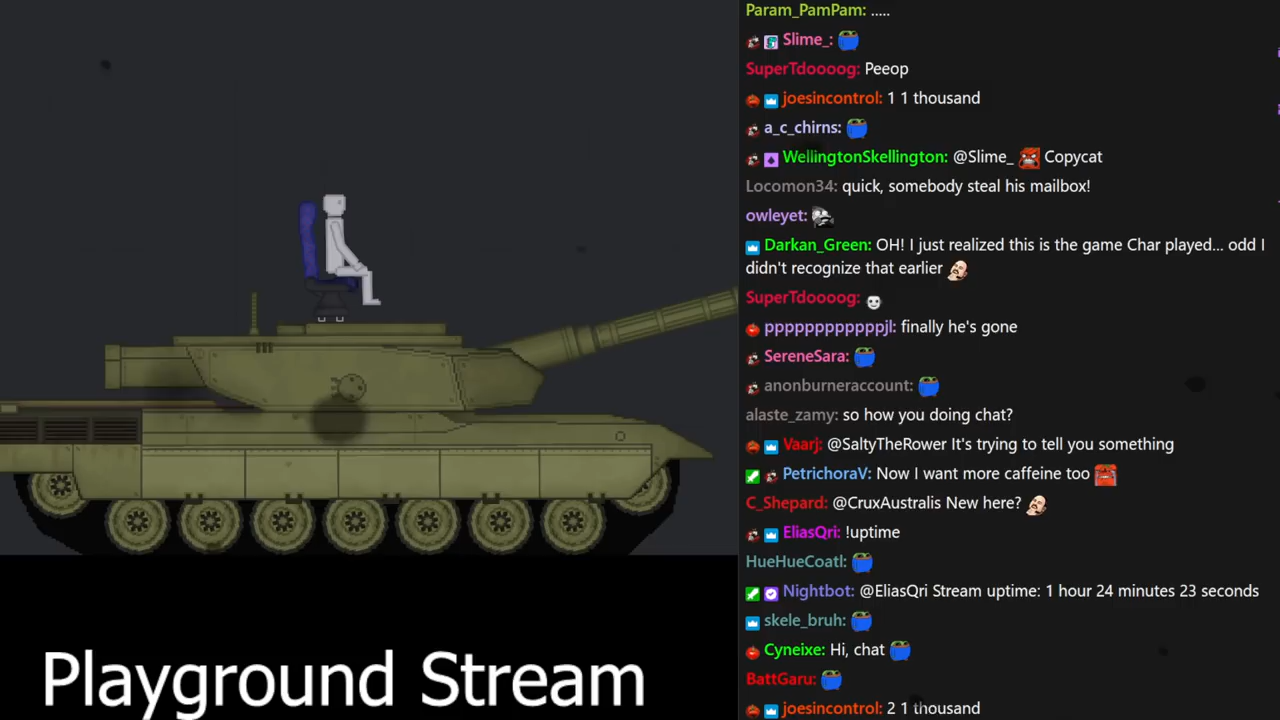 Param_PamPam: .....
Slime_:
SuperTdoooog: Peeop
joesincontrol: 1 1 thousand
a_c_chirns:
WellingtonSkellington: @Slime_ Copycat
Locomon34: quick, somebody steal his mailbox!
owleyet:
Darkan_Green: OH! I just realized this is the game Char played... odd I
didn't recognize that earlier
SuperTdoooog:
ppppppppppppjl: finally he's gone
SereneSara:
anonburneraccount:
alaste_zamy: so how you doing chat?
Vaarj: @SaltyTheRower It's trying to tell you something
PetrichoraV: Now I want more caffeine too
C_Shepard: @CruxAustralis New here?
EliasQri: !uptime
HueHueCoatl:
Nightbot: @EliasQri Stream uptime: 1 hour 24 minutes 23 seconds
skele_bruh:
Cyneixe: Hi, chat
BattGaru:
joesincontrol: 2 1 thousand
Playground Stream